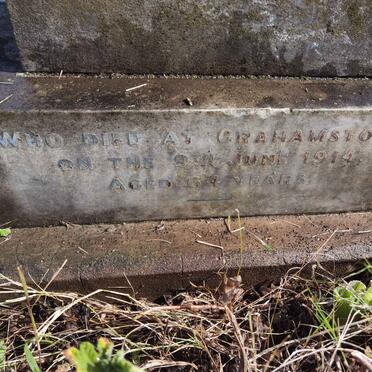 WHO DIED AT GRAHAMSTO
ON THE 9TH JUNE 1914,
AGED YEARS